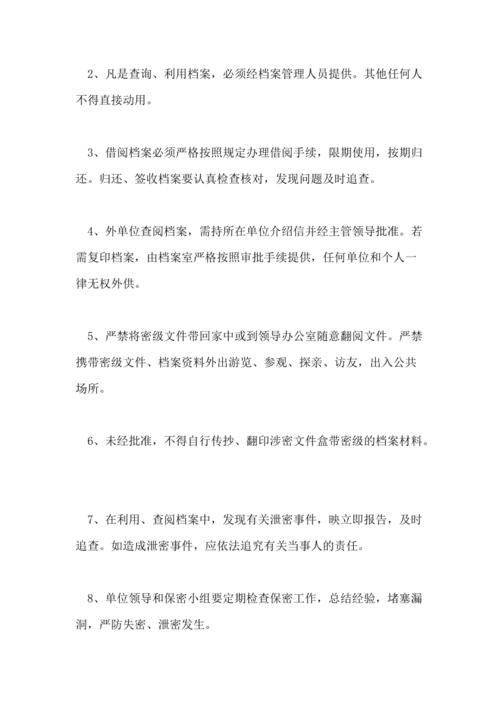 2、凡是查询、利用档案，必须经档案管理人员提供。其他任何人
不得直接动用。
3、借阅档案必须严格按照规定办理借阅手续，限期使用，按期归
还。归还、签收档案要认真检查核对，发现问题及时追查。
4、外单位查阅档案，需持所在单位介绍信并经主管领导批准。若
需复印档案，由档案室严格按照审批手续提供，任何单位和个人一
律无权外供。
5、严禁将密级文件带回家中或到领导办公室随意翻阅文件。严禁
携带密级文件、档案资料外出游览、参观、探亲、访友，出入公共
场所。
6、未经批准，不得自行传抄、翻印涉密文件盒带密级的档案材料。
7、在利用、查阅档案中，发现有关泄密事件，映立即报告，及时
追查。如造成泄密事件，应依法追究有关当事人的责任。
8、单位领导和保密小组要定期检查保密工作，总结经验，堵塞漏
洞，严防失密、泄密发生。